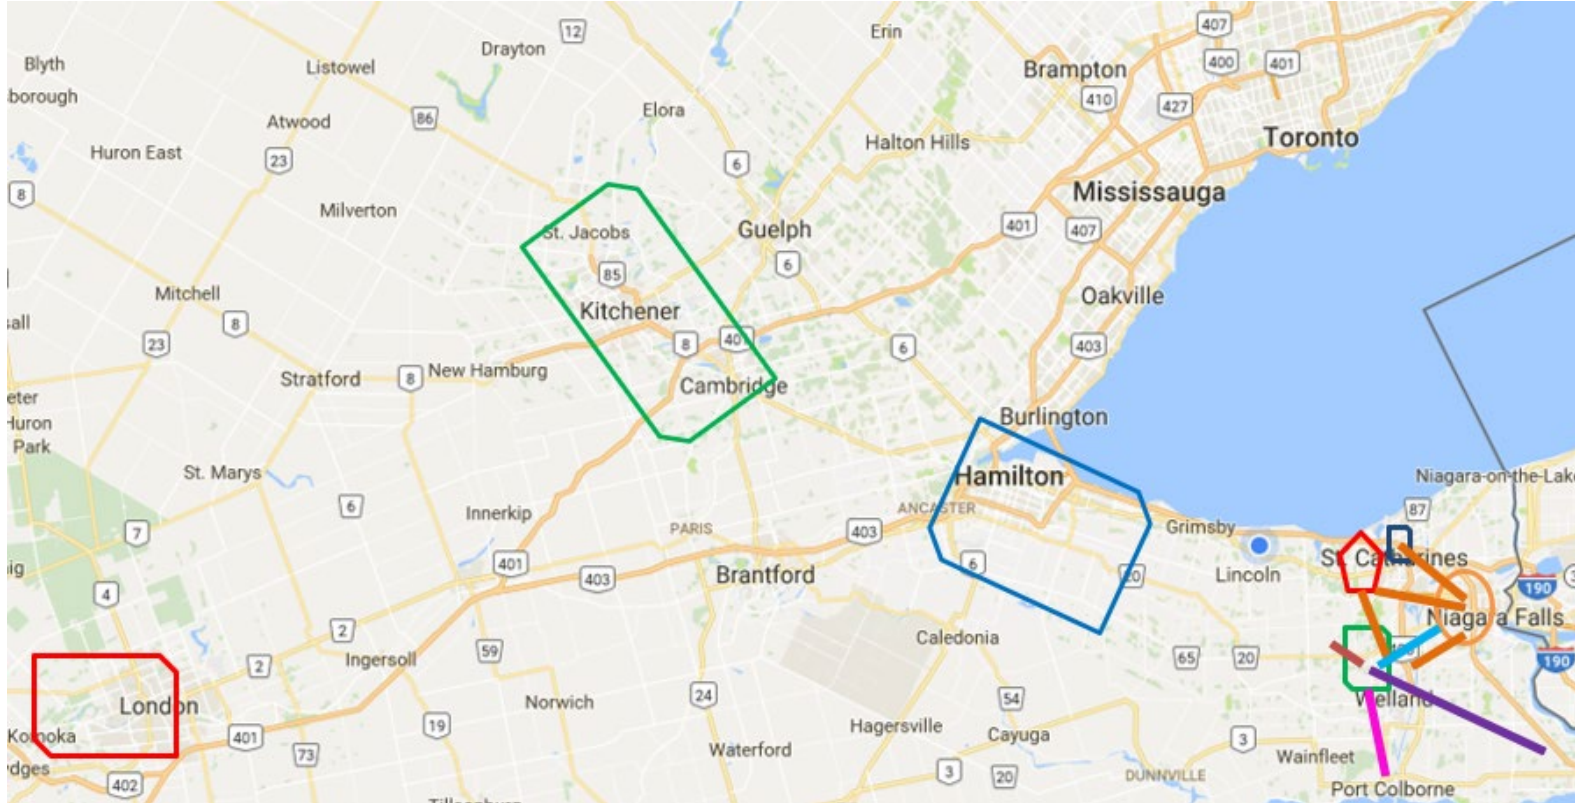 407
12
Erin
Drayton
Blyth
Listowel
Brampton
400
401
410
427
borough
Elora
Atwood
86
Toronto
Halton Hills
Huron East
23
6
8
Mississauga
Milverton
Guelph
St. Jacobs
401
407
6
85
Mitchell
Oakville
Kitchener
8
8
401
23
6
403
Stratford
8
New Hamburg
Cambridge
Huron
Park
Burlington
St. Marys
Hamilton
Niagara-on-the-Lake
6
Innerkip
ANCASTER
87
7
PARIS
403
Grimsby
401
403
Brantford
6
20
Lincoln
St. Catharines
190
4
2
Caledonia
Niagara Falls
2
Ingersoll
59
65
20
190
London
24
Norwich
54
Welland
Komoka
401
19
Hagersville
Cayuga
3
73
Waterford
Wainfleet
402
3
20
DUNNVILLE
Port Colborne